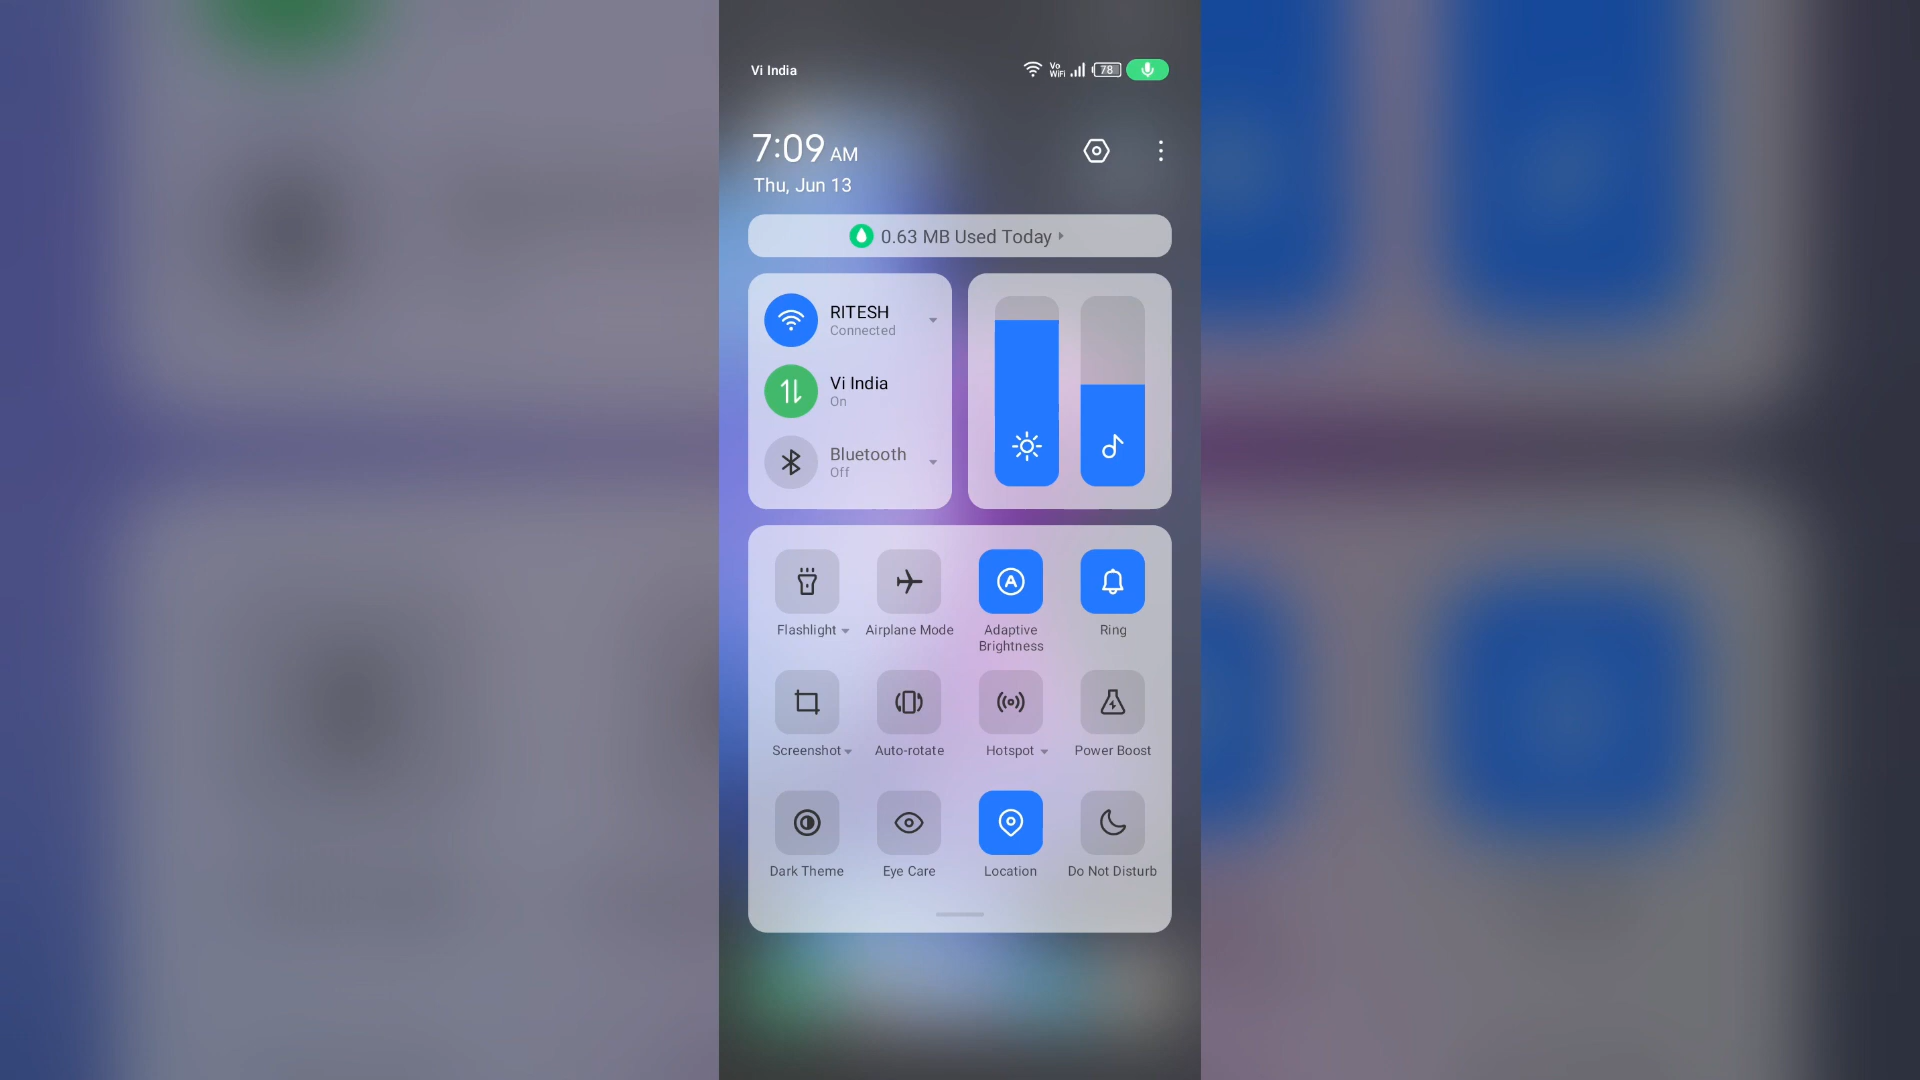 Vi India
Vo
WiFi
78
7:09 AM
Thu, Jun 13
0.63 MB Used Today
RITESH
Connected
Vi India
On
Bluetooth
Off
Flashlight
Airplane Mode
Adaptive
Brightness
Ring
Screenshot
Auto-rotate
Hotspot
Power Boost
Dark Theme
Eye Care
Location
Do Not Disturb